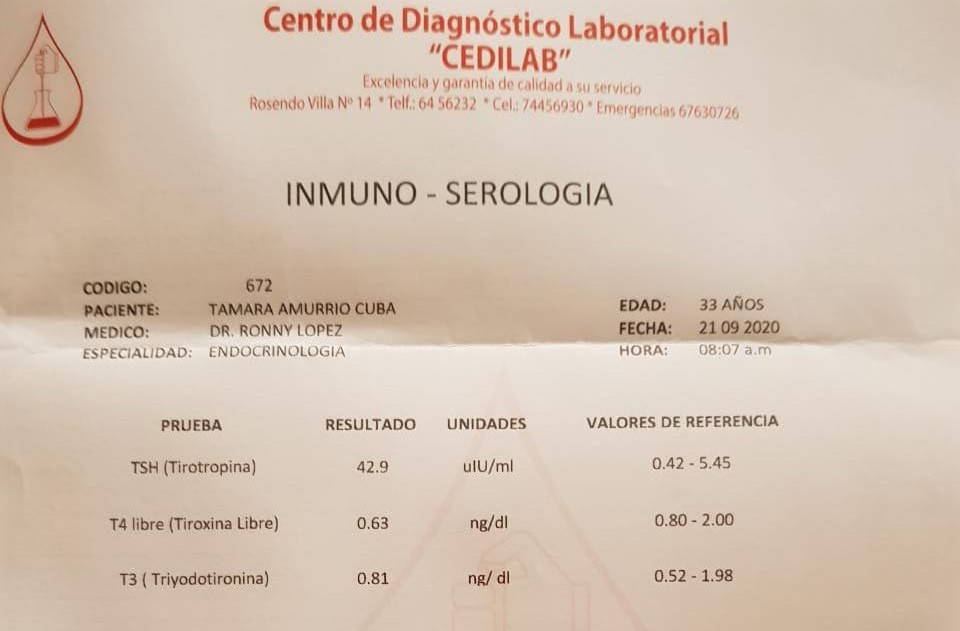 Centro de Diagnóstico Laboratorial
"CEDILAB"
Excelencia y garantía de calidad a su servicio
Rosendo Villa Nº 14 * Telf.: 64 56232 * Cel.: 74456930 * Emergencias 67630726
INMUNO - SEROLOGIA
CODIGO: 672
PACIENTE: TAMARA AMURRIO CUBA EDAD: 33 AÑOS
MEDICO: DR. RONNY LOPEZ FECHA: 21 09 2020
ESPECIALIDAD: ENDOCRINOLOGIA HORA: 08:07 a.m
PRUEBA RESULTADO UNIDADES VALORES DE REFERENCIA
TSH (Tirotropina) 42.9 uIU/ml 0.42 - 5.45
T4 libre (Tiroxina Libre) 0.63 ng/dl 0.80 - 2.00
T3 ( Triyodotironina) 0.81 ng/ dl 0.52 - 1.98